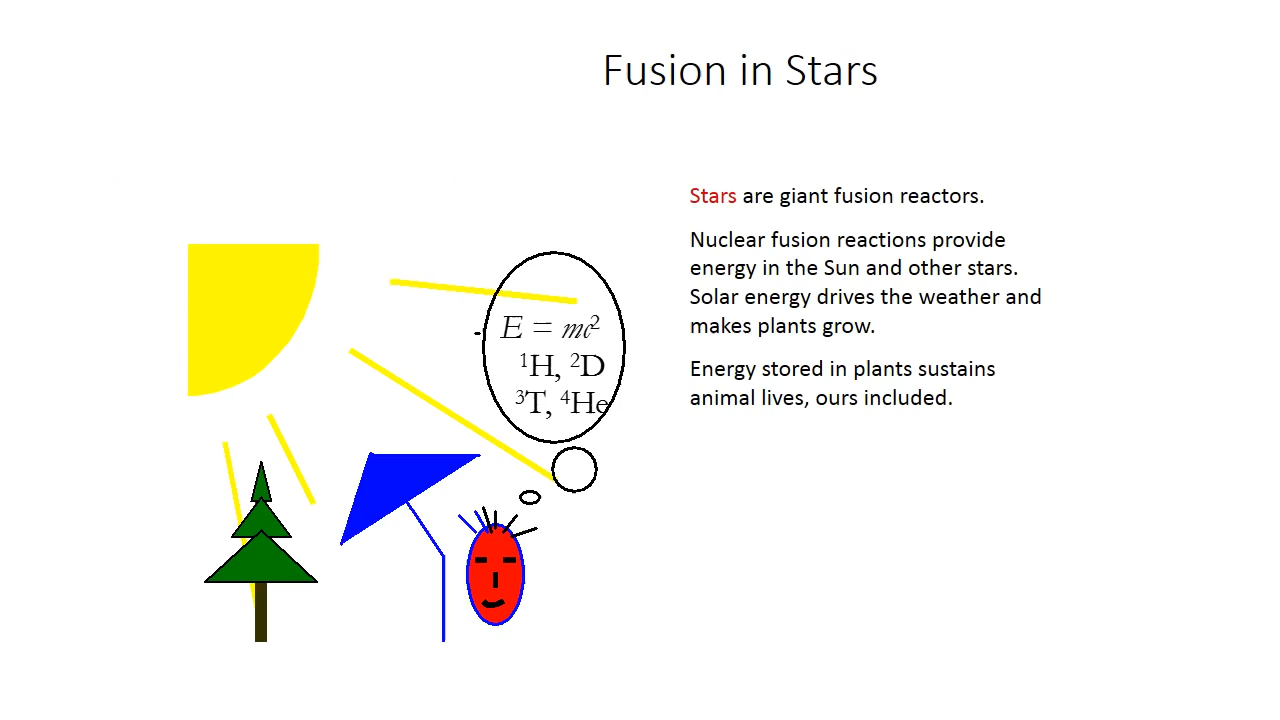 Fusion in Stars
Stars are giant fusion reactors.
Nuclear fusion reactions provide
energy in the Sun and other stars.
Solar energy drives the weather and
makes plants grow.
Energy stored in plants sustains
animal lives, ours included.
E = mc²
¹H, ²D
³T, ⁴He